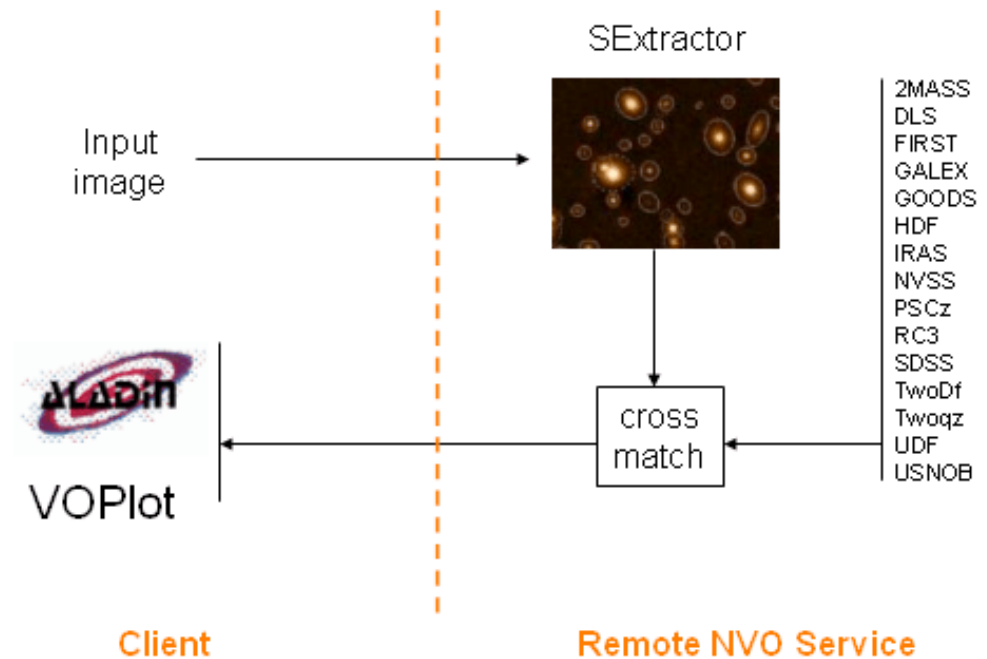 SExtractor
Input
image
2MASS
DLS
FIRST
GALEX
GOODS
HDF
IRAS
NVSS
PSCz
RC3
SDSS
TwoDf
Twoqz
UDF
USNOB
cross
match
ALADiN
VOPlot
Client
Remote NVO Service